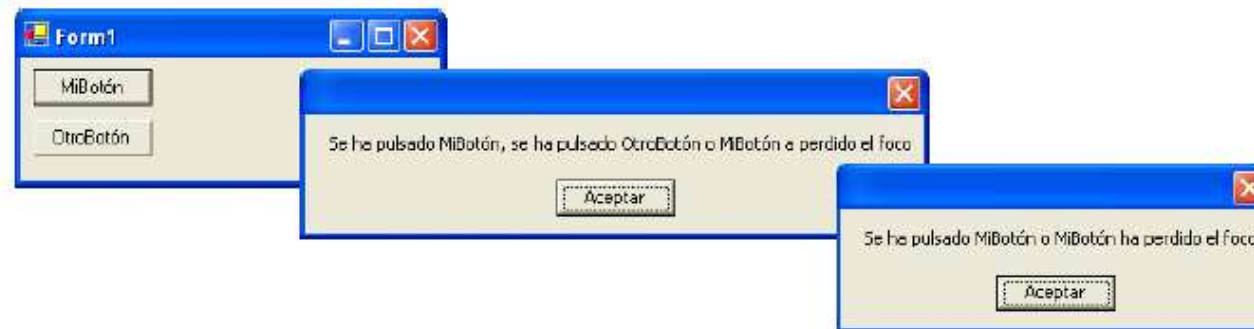 Form1
MiBotón
OtroBotón
Se ha pulsado MiBotón, se ha pulsado OtroBotón o MiBotón a perdido el foco
Aceptar
Se ha pulsado MiBotón o MiBotón ha perdido el foco
Aceptar